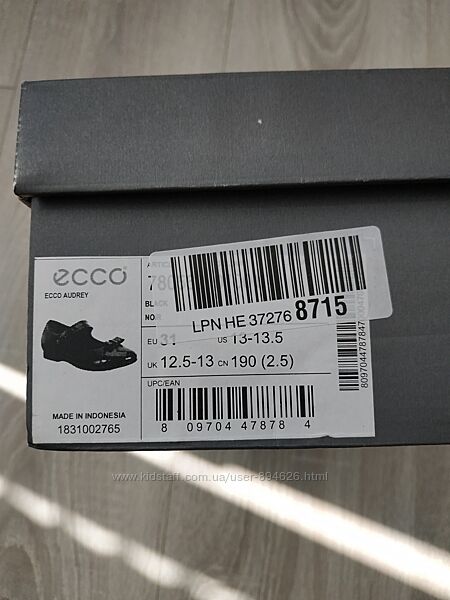 ecco
ECCO AUDREY
LPN HE 37276 8715
EU 31 US 13-13.5
UK 12.5-13 CN 190 (2.5)
UPC/EAN
8 09704 47878 4
MADE IN INDONESIA
1831002765
www.kidstaff.com.ua/user-894626.html